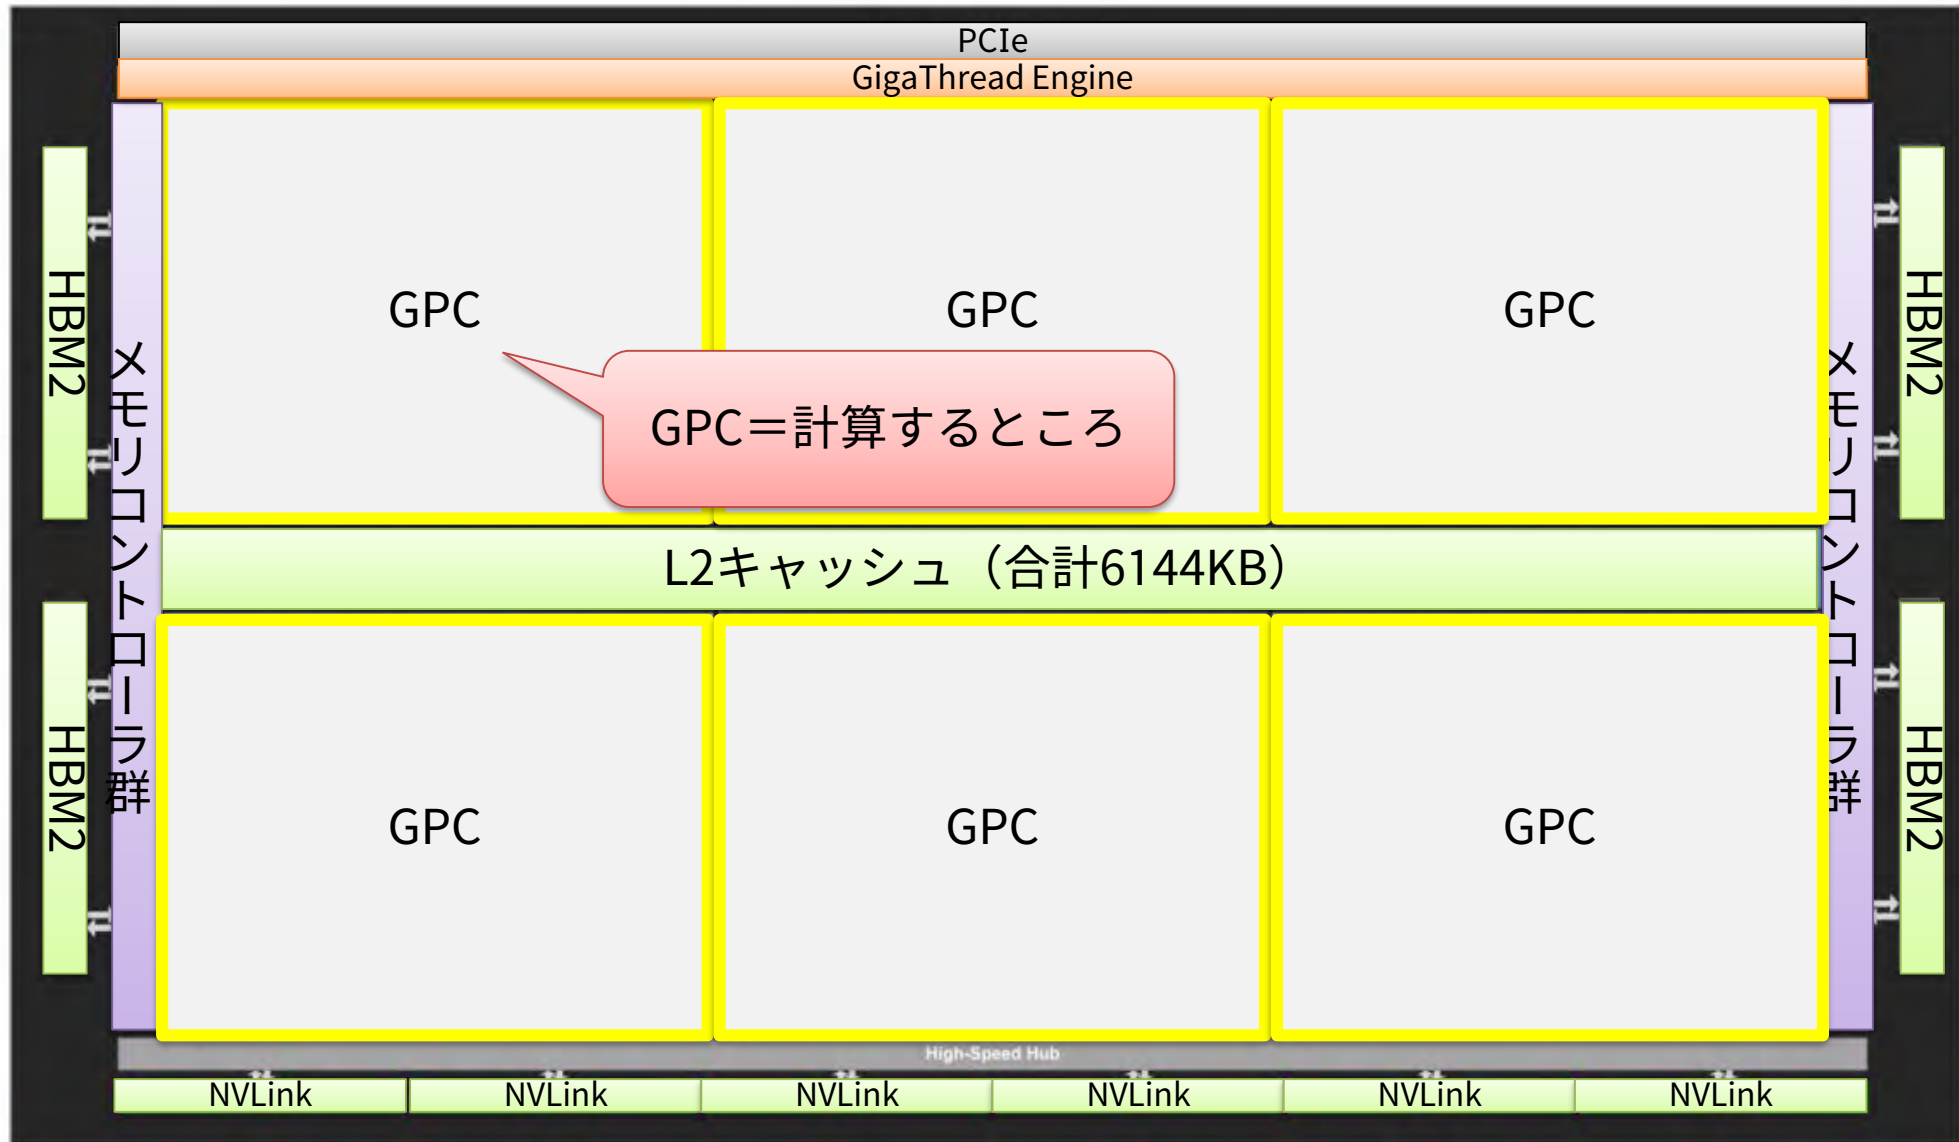 PCIe
GigaThread Engine
HBM2
メモリコントローラ群
GPC
GPC
GPC
メモリコントローラ群
HBM2
GPC＝計算するところ
L2キャッシュ（合計6144KB）
HBM2
GPC
GPC
GPC
HBM2
High-Speed Hub
NVLink
NVLink
NVLink
NVLink
NVLink
NVLink